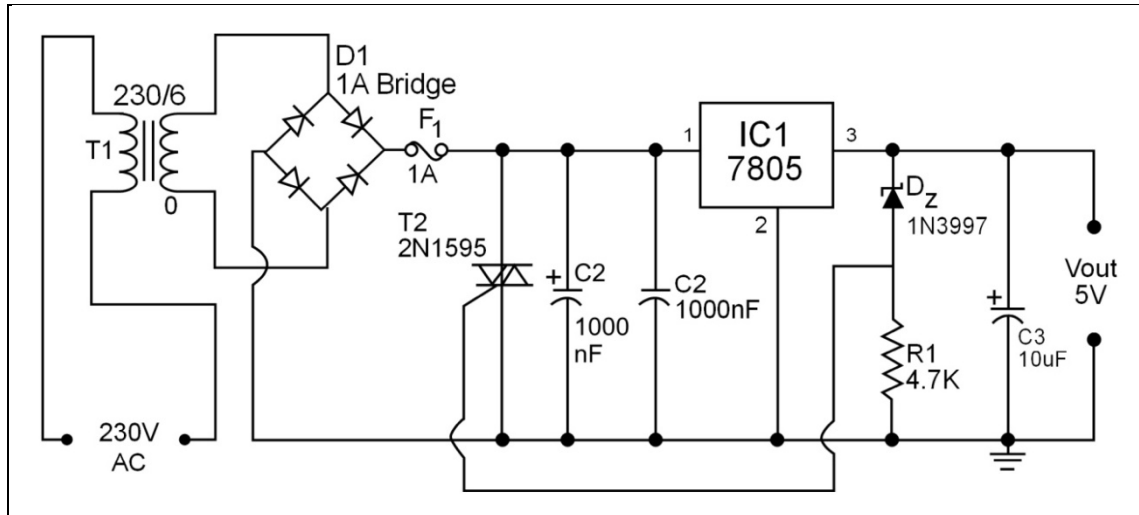 D1
1A Bridge
230/6
T1
0
F1
1A
1
IC1
7805
3
2
Dz
1N3997
T2
2N1595
+
C2
1000
nF
C2
1000nF
R1
4.7K
+
C3
10uF
Vout
5V
230V
AC